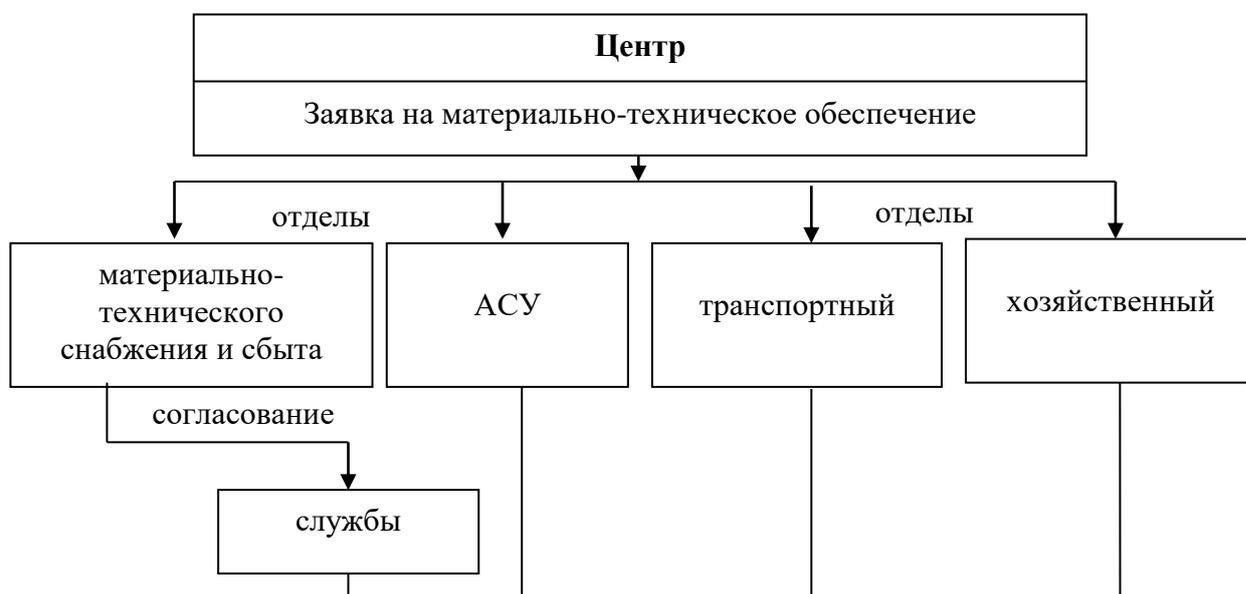 Центр
Заявка на материально-техническое обеспечение
отделы
отделы
материально-
технического
снабжения и сбыта
АСУ
транспортный
хозяйственный
согласование
службы